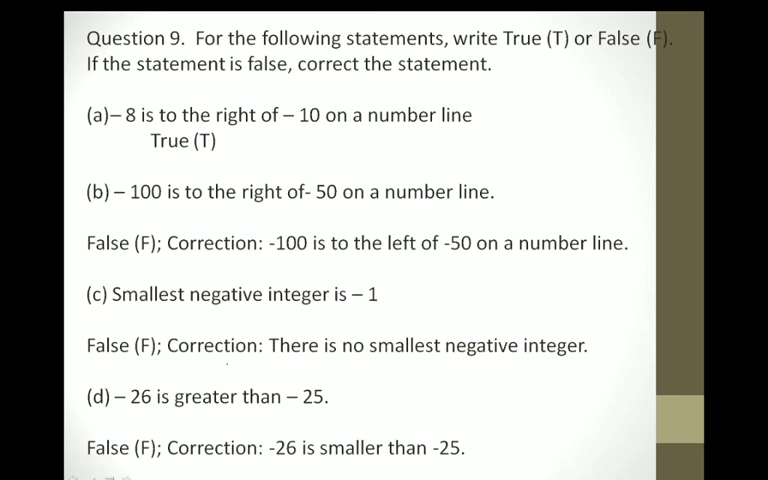 Question 9. For the following statements, write True (T) or False (F).
If the statement is false, correct the statement.
(a)– 8 is to the right of – 10 on a number line
True (T)
(b) – 100 is to the right of- 50 on a number line.
False (F); Correction: -100 is to the left of -50 on a number line.
(c) Smallest negative integer is – 1
False (F); Correction: There is no smallest negative integer.
(d) – 26 is greater than – 25.
False (F); Correction: -26 is smaller than -25.